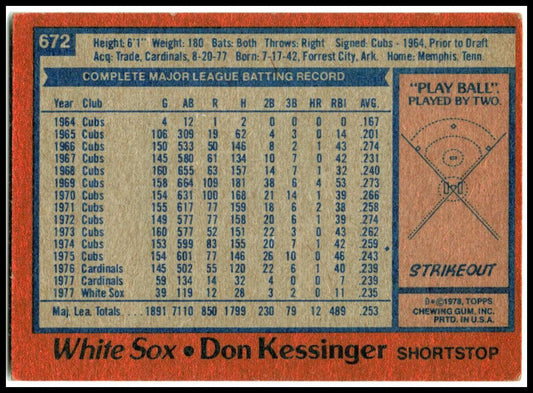 672
Height: 6'1" Weight: 180 Bats: Both Throws: Right Signed: Cubs - 1964, Prior to Draft
Acq: Trade, Cardinals, 8-20-77 Born: 7-17-42, Forrest City, Ark. Home: Memphis, Tenn.
COMPLETE MAJOR LEAGUE BATTING RECORD
Year Club G AB R H 2B 3B HR RBI AVG.
1964 Cubs 4 12 1 2 0 0 0 0 .167
1965 Cubs 106 309 19 62 4 3 0 14 .201
1966 Cubs 150 533 50 146 8 2 1 43 .274
1967 Cubs 145 580 61 134 10 7 0 42 .231
1968 Cubs 160 655 63 157 14 7 1 32 .240
1969 Cubs 158 664 109 181 38 6 4 53 .273
1970 Cubs 154 631 100 168 21 14 1 39 .266
1971 Cubs 155 617 77 159 18 6 2 38 .258
1972 Cubs 149 577 77 158 20 6 1 39 .274
1973 Cubs 160 577 52 151 22 3 0 43 .262
1974 Cubs 153 599 83 155 20 7 1 42 .259
1975 Cubs 154 601 77 146 26 10 0 46 .243
1976 Cardinals 145 502 55 120 22 6 1 40 .239
1977 Cardinals 59 134 14 32 4 0 0 7 .239
1977 White Sox 39 119 12 28 3 2 0 11 .235
Maj. Lea. Totals 1891 7110 850 1799 230 79 12 489 .253
"PLAY BALL"
PLAYED BY TWO.
STRIKEOUT
B*©1978, TOPPS
CHEWING GUM, INC.
PRTD. IN U.S.A.
White Sox • Don Kessinger SHORTSTOP